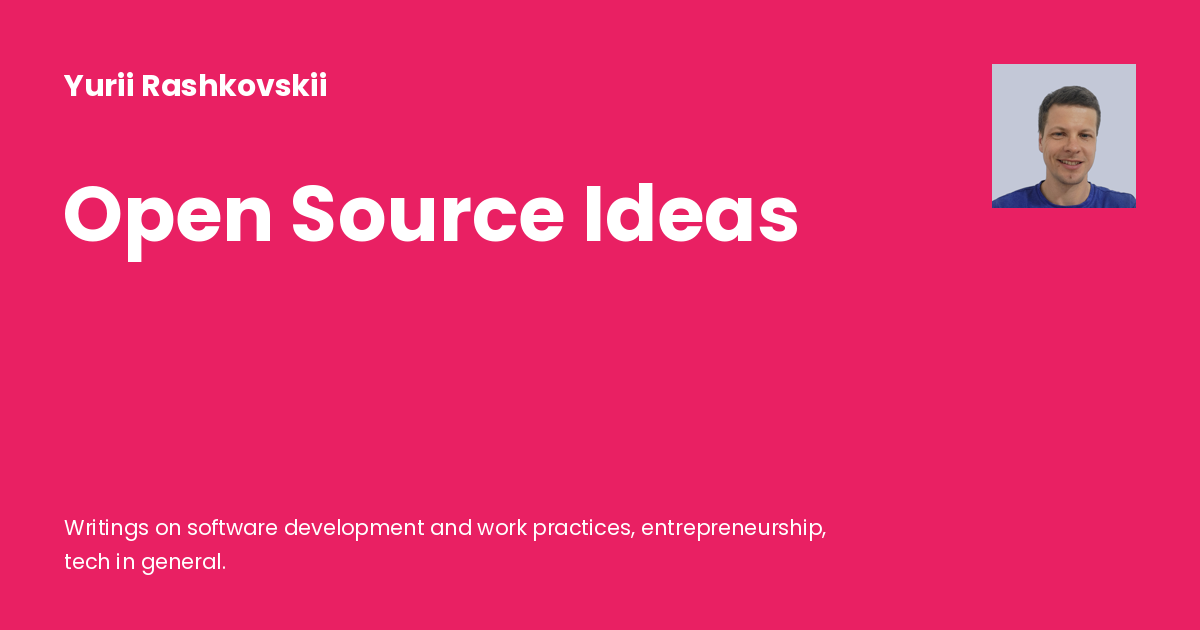 Yurii Rashkovskii
Open Source Ideas
Writings on software development and work practices, entrepreneurship,
tech in general.